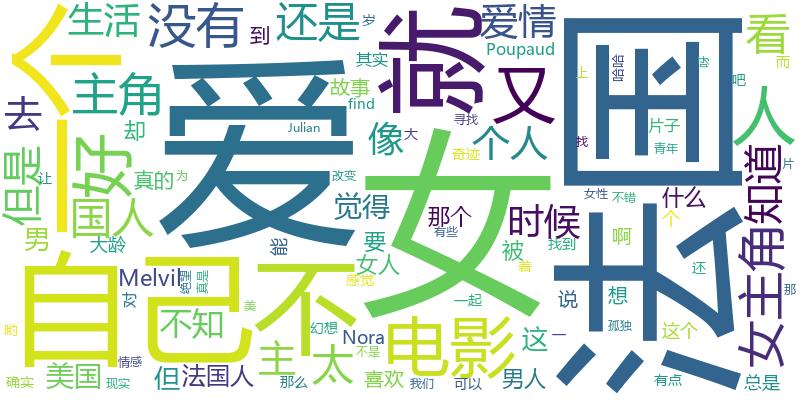 一个
生活
没有
还是
到
岁
就
爱情
Poupaud
看
去
主角
爱
故事
其实
find
又
国
哈哈
上
而
却
吧
好
像
大
Julian
个人
寻找
奇迹
片子
找
青年
人
但是
让
国人
真的
为
觉得
改变
女
那个
有些
时候
女性
不错
什么
知道
片
个
男
大龄
能
要
女人
被
找到
啊
还
那
女主角
自己
不
Melvil
对
绝望
真是
感觉
着
美
一起
说
想
法
这个
孤独
哟
不知
幻想
Nora
电影
这
一
主
太
不是
确实
美国
情感
现实
但
法国人
那么
喜欢
我们
可以
男人
有点
总是